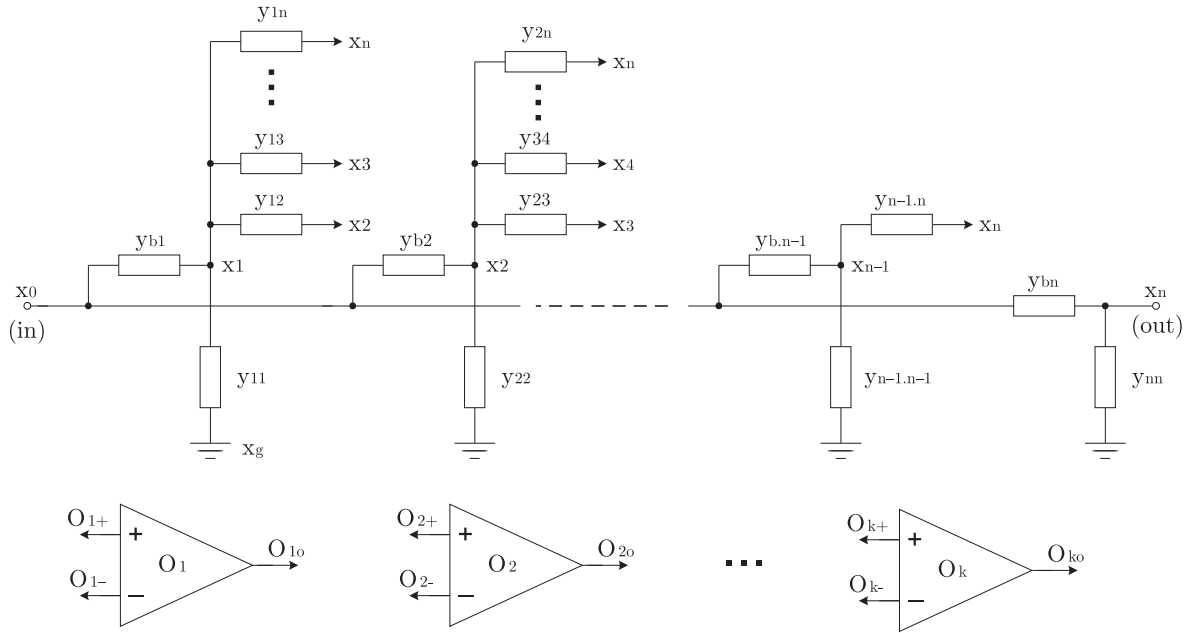 y1n
xn
y2n
xn
y13
x3
y34
x4
y12
x2
y23
x3
yn-1.n
xn
yb1
x1
yb2
x2
yb.n-1
xn-1
x0
(in)
ybn
xn
(out)
y11
y22
yn-1.n-1
ynn
xg
O1+
+
O1
O1o
O1-
−
O2+
+
O2
O2o
O2-
−
Ok+
+
Ok
Oko
Ok-
−